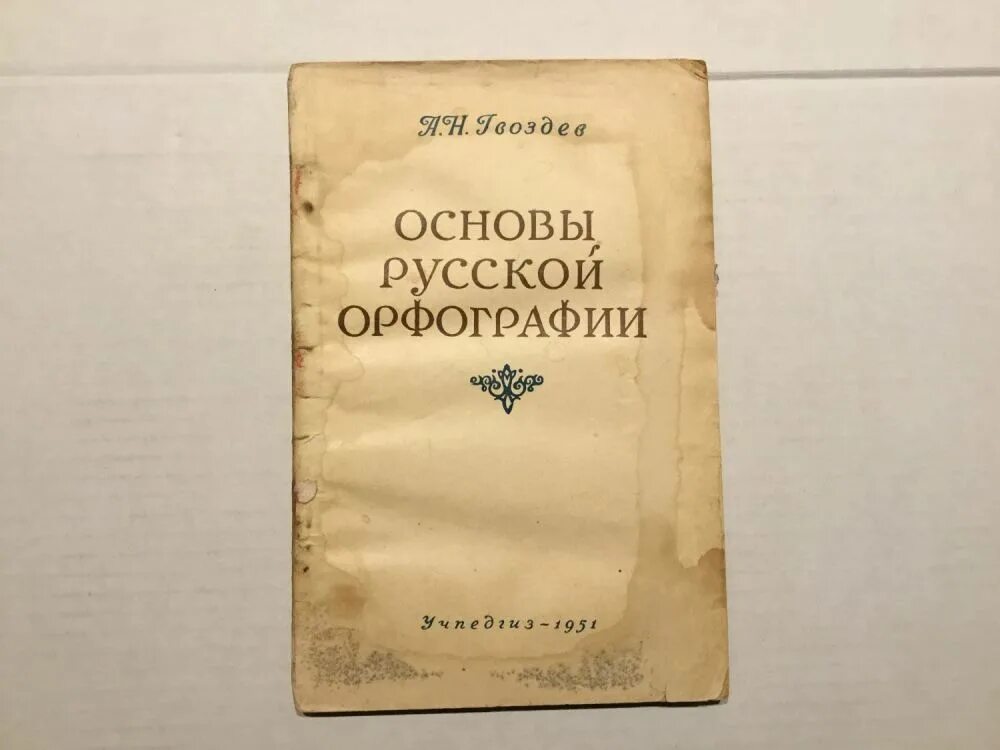 А.Н. Гвоздев
ОСНОВЫ
РУССКОЙ
ОРФОГРАФИИ
Учпедгиз - 1951